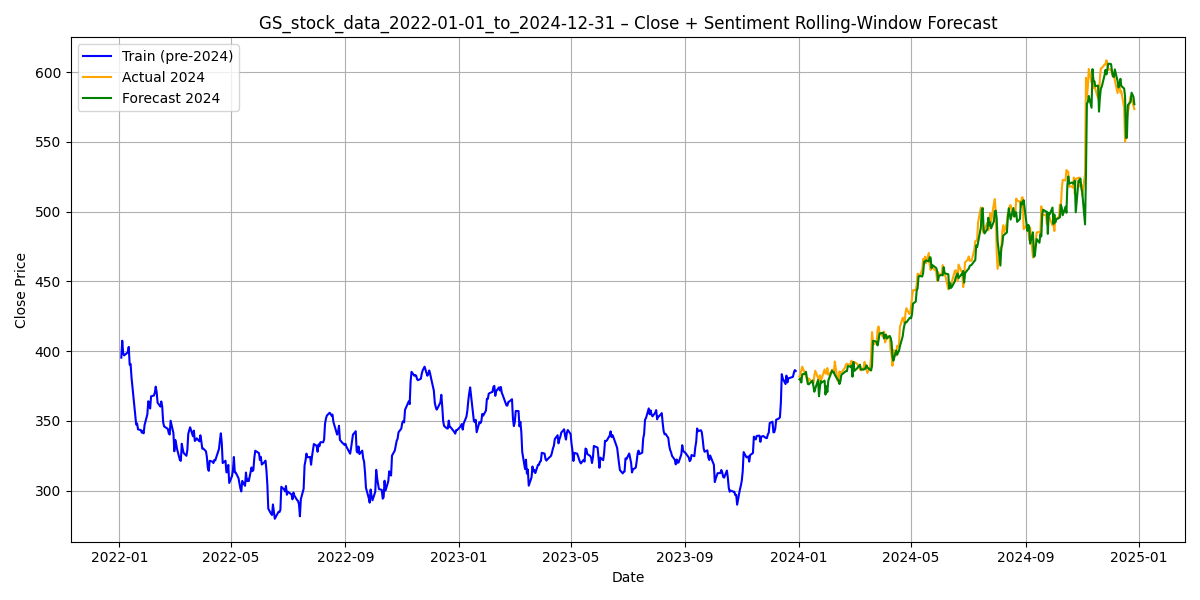 GS_stock_data_2022-01-01_to_2024-12-31 – Close + Sentiment Rolling-Window Forecast
Train (pre-2024)
Actual 2024
Forecast 2024
Close Price
600
550
500
450
400
350
300
2022-01
2022-05
2022-09
2023-01
2023-05
2023-09
2024-01
2024-05
2024-09
2025-01
Date